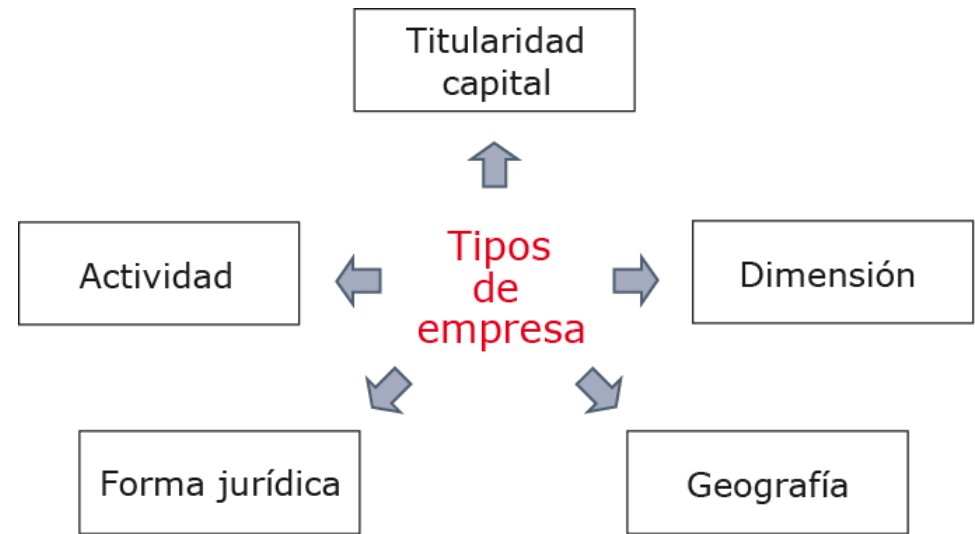 Titularidad
capital
Actividad
Tipos
de
empresa
Dimensión
Forma jurídica
Geografía